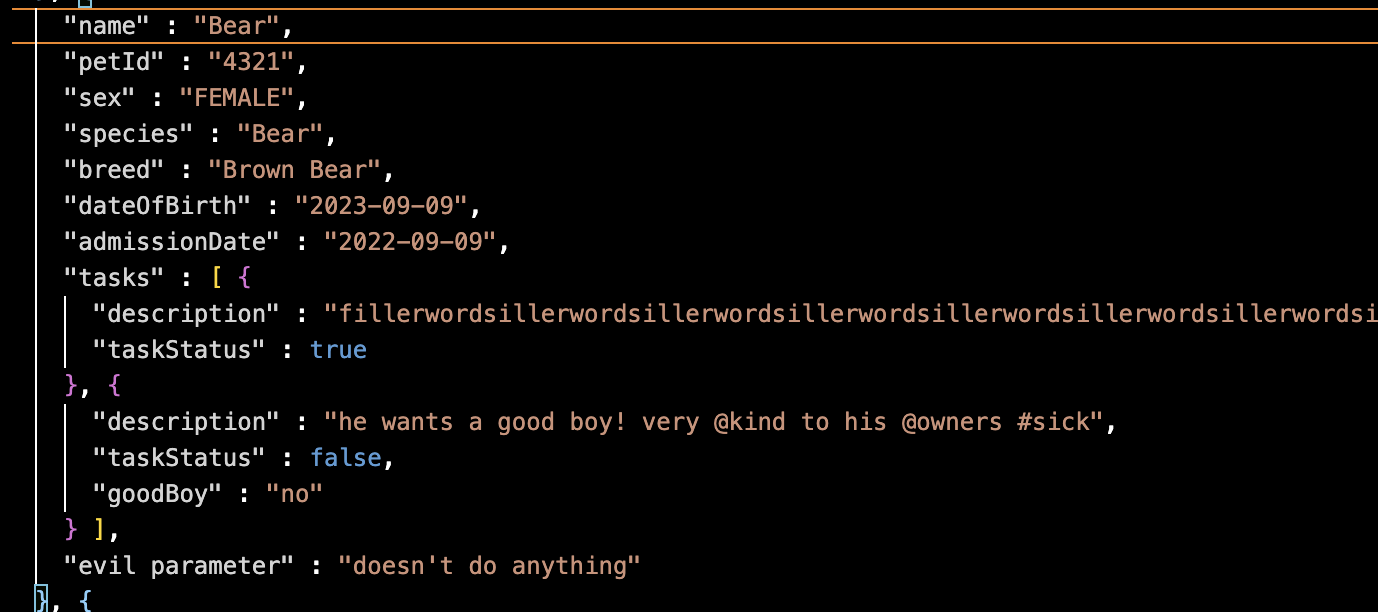 "name" : "Bear",
"petId" : "4321",
"sex" : "FEMALE",
"species" : "Bear",
"breed" : "Brown Bear",
"dateOfBirth" : "2023-09-09",
"admissionDate" : "2022-09-09",
"tasks" : [ {
"description" : "fillerwordsillerwordsillerwordsillerwordsillerwordsillerwordsillerwordsi
"taskStatus" : true
}, {
"description" : "he wants a good boy! very @kind to his @owners #sick",
"taskStatus" : false,
"goodBoy" : "no"
} ],
"evil parameter" : "doesn't do anything"
}, {